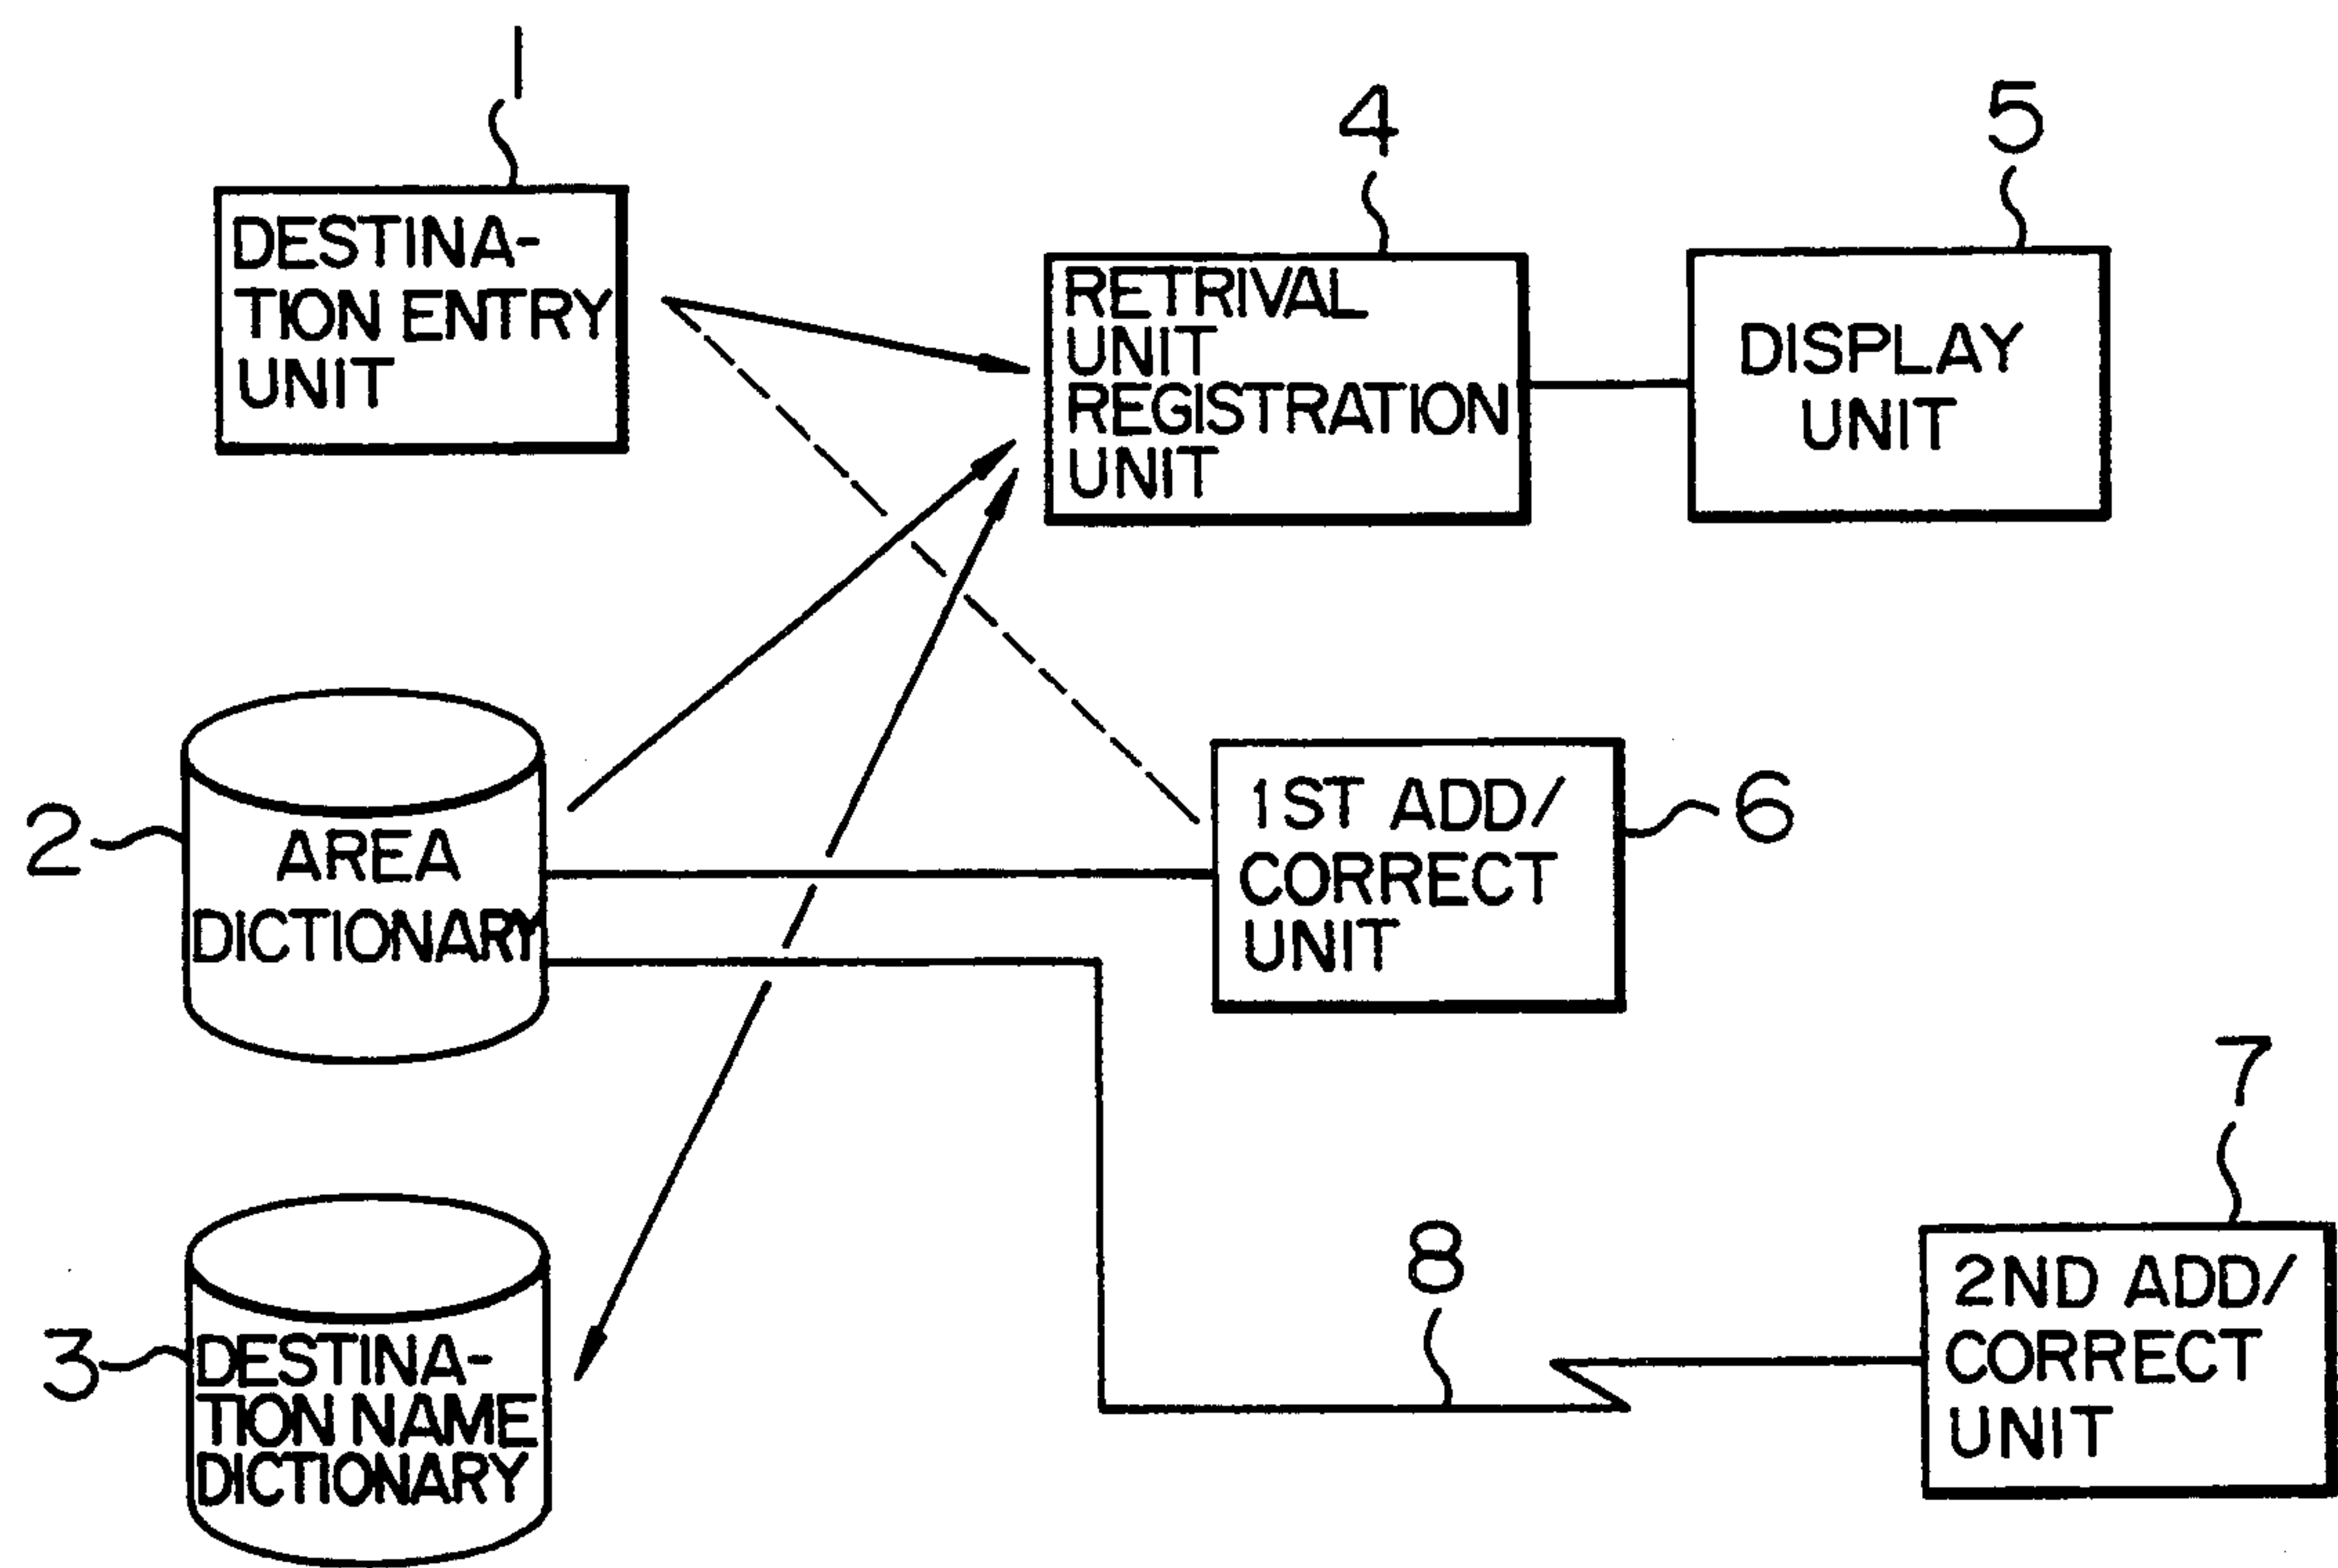 1
DESTINA-
TION ENTRY
UNIT
4
RETRIVAL
UNIT
REGISTRATION
UNIT
5
DISPLAY
UNIT
2
AREA
DICTIONARY
1ST ADD/
CORRECT
UNIT
6
3
DESTINA-
TION NAME
DICTIONARY
8
7
2ND ADD/
CORRECT
UNIT